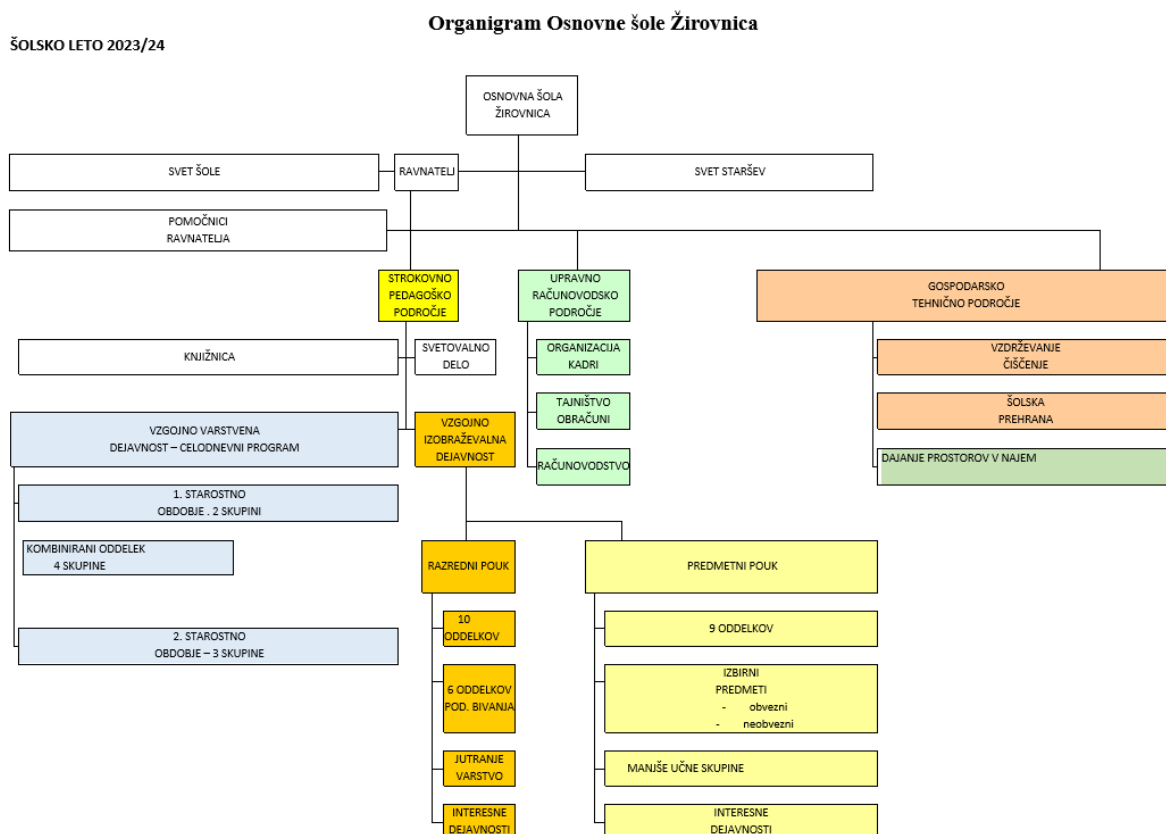 Organigram Osnovne šole Žirovnica
ŠOLSKO LETO 2023/24
OSNOVNA ŠOLA
ŽIROVNICA
SVET ŠOLE
RAVNATELJ
SVET STARŠEV
POMOČNICI
RAVNATELJA
STROKOVNO
PEDAGOŠKO
PODROČJE
UPRAVNO
RAČUNOVODSKO
PODROČJE
GOSPODARSKO
TEHNIČNO PODROČJE
KNJIŽNICA
SVETOVALNO
DELO
ORGANIZACIJA
KADRI
VZDRŽEVANJE
ČIŠČENJE
TAJNIŠTVO
OBRAČUNI
ŠOLSKA
PREHRANA
VZGOJNO VARSTVENA
DEJAVNOST – CELODNEVNI PROGRAM
VZGOJNO
IZOBRAŽEVALNA
DEJAVNOST
RAČUNOVODSTVO
DAJANJE PROSTOROV V NAJEM
1. STAROSTNO
OBDOBJE . 2 SKUPINI
KOMBINIRANI ODDELEK
4 SKUPINE
2. STAROSTNO
OBDOBJE – 3 SKUPINE
RAZREDNI POUK
PREDMETNI POUK
10
ODDELKOV
9 ODDELKOV
6 ODDELKOV
POD. BIVANJA
IZBIRNI
PREDMETI
- obvezni
- neobvezni
JUTRANJE
VARSTVO
MANJŠE UČNE SKUPINE
INTERESNE
DEJAVNOSTI
INTERESNE
DEJAVNOSTI